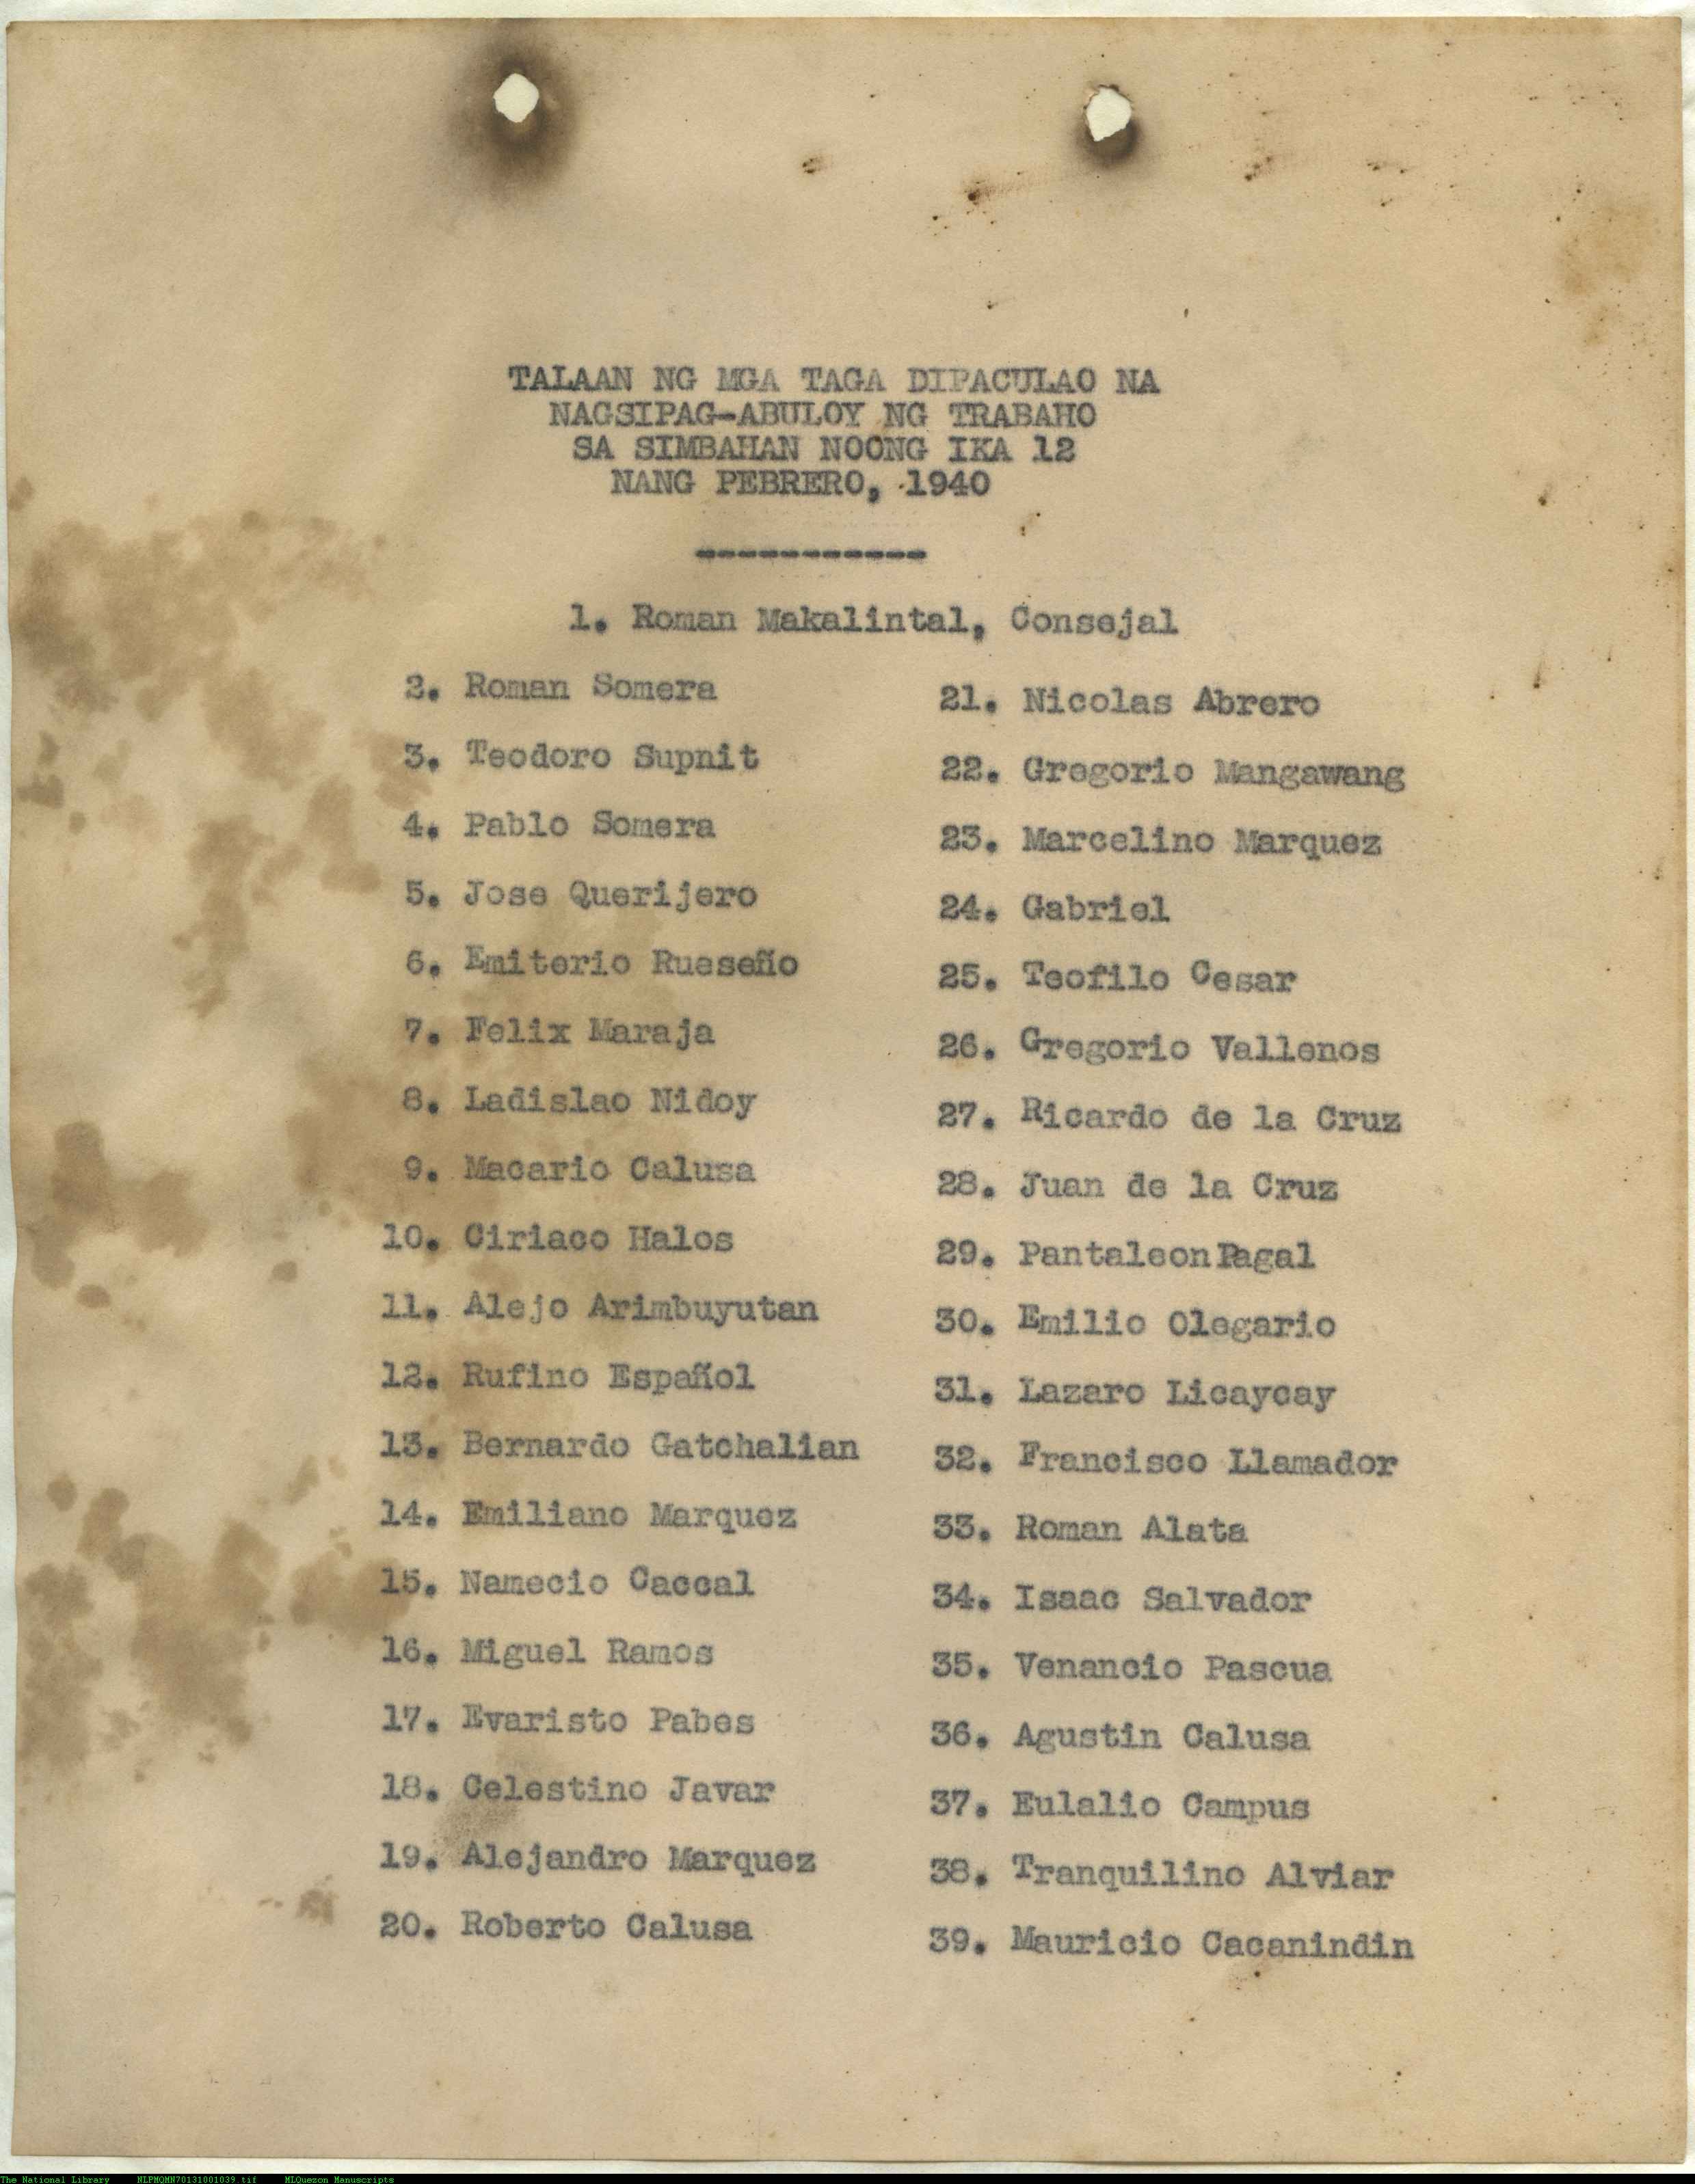 TALAAN NG MGA TAGA DIPACULAO NA
NAGSIPAG-ABULOY NG TRABAHO
SA SIMBAHAN NOONG IKA 12
NANG PEBRERO, 1940
-----------
1. Roman Makalintal, Consejal
2. Roman Somera
3. Teodoro Supnit
4. Pablo Somera
5. Jose Querijero
6. Emiterio Rueseño
7. Felix Maraja
8. Ladislao Nidoy
9. Macario Calusa
10. Ciriaco Halos
11. Alejo Arimbuyutan
12. Rufino Español
13. Bernardo Gatchalian
14. Emiliano Marquez
15. Namecio Caccal
16. Miguel Ramos
17. Evaristo Pabes
18. Celestino Javar
19. Alejandro Marquez
20. Roberto Calusa
21. Nicolas Abrero
22. Gregorio Mangawang
23. Marcelino Marquez
24. Gabriel
25. Teofilo Cesar
26. Gregorio Vallenos
27. Ricardo de la Cruz
28. Juan de la Cruz
29. Pantaleon Pagal
30. Emilio Olegario
31. Lazaro Licaycay
32. Francisco Llamador
33. Roman Alata
34. Isaac Salvador
35. Venancio Pascua
36. Agustin Calusa
37. Eulalio Campus
38. Tranquilino Alviar
39. Mauricio Cacanindin
The National Library NLPMQMN70131001039.tif MLQuezon Manuscripts